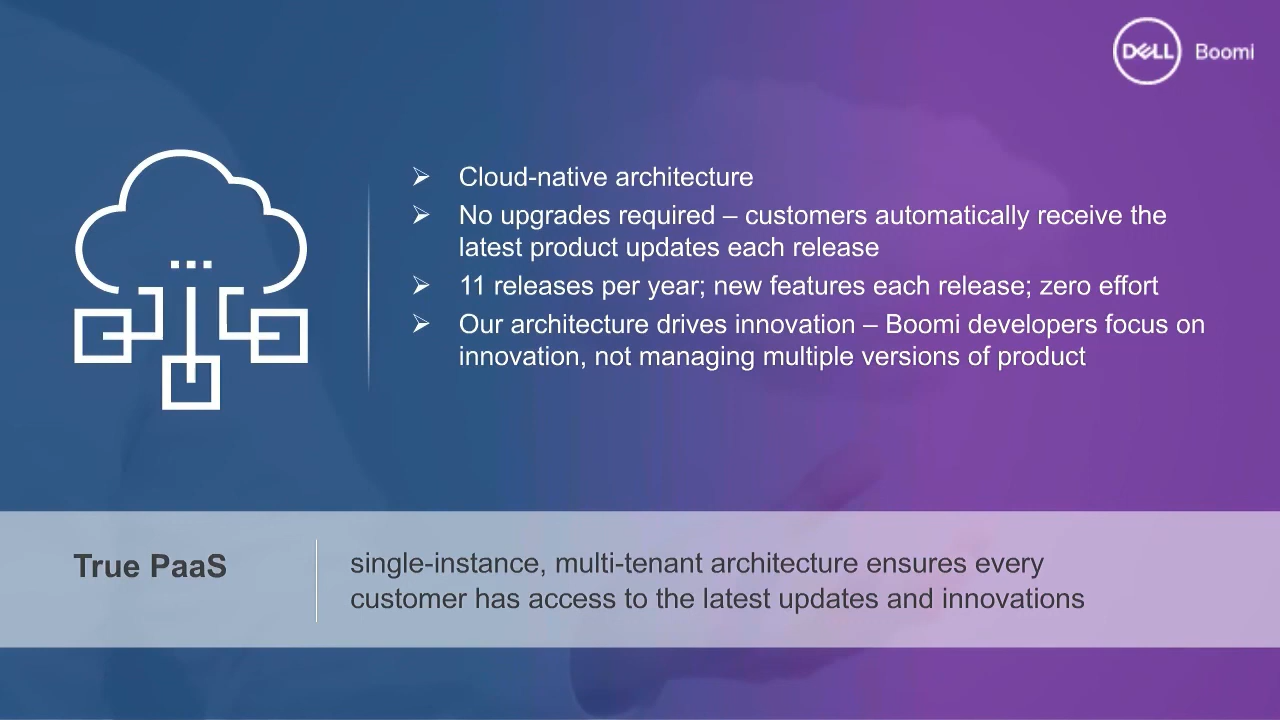 DELL Boomi
➢ Cloud-native architecture
➢ No upgrades required – customers automatically receive the
latest product updates each release
➢ 11 releases per year; new features each release; zero effort
➢ Our architecture drives innovation – Boomi developers focus on
innovation, not managing multiple versions of product
True PaaS
single-instance, multi-tenant architecture ensures every
customer has access to the latest updates and innovations